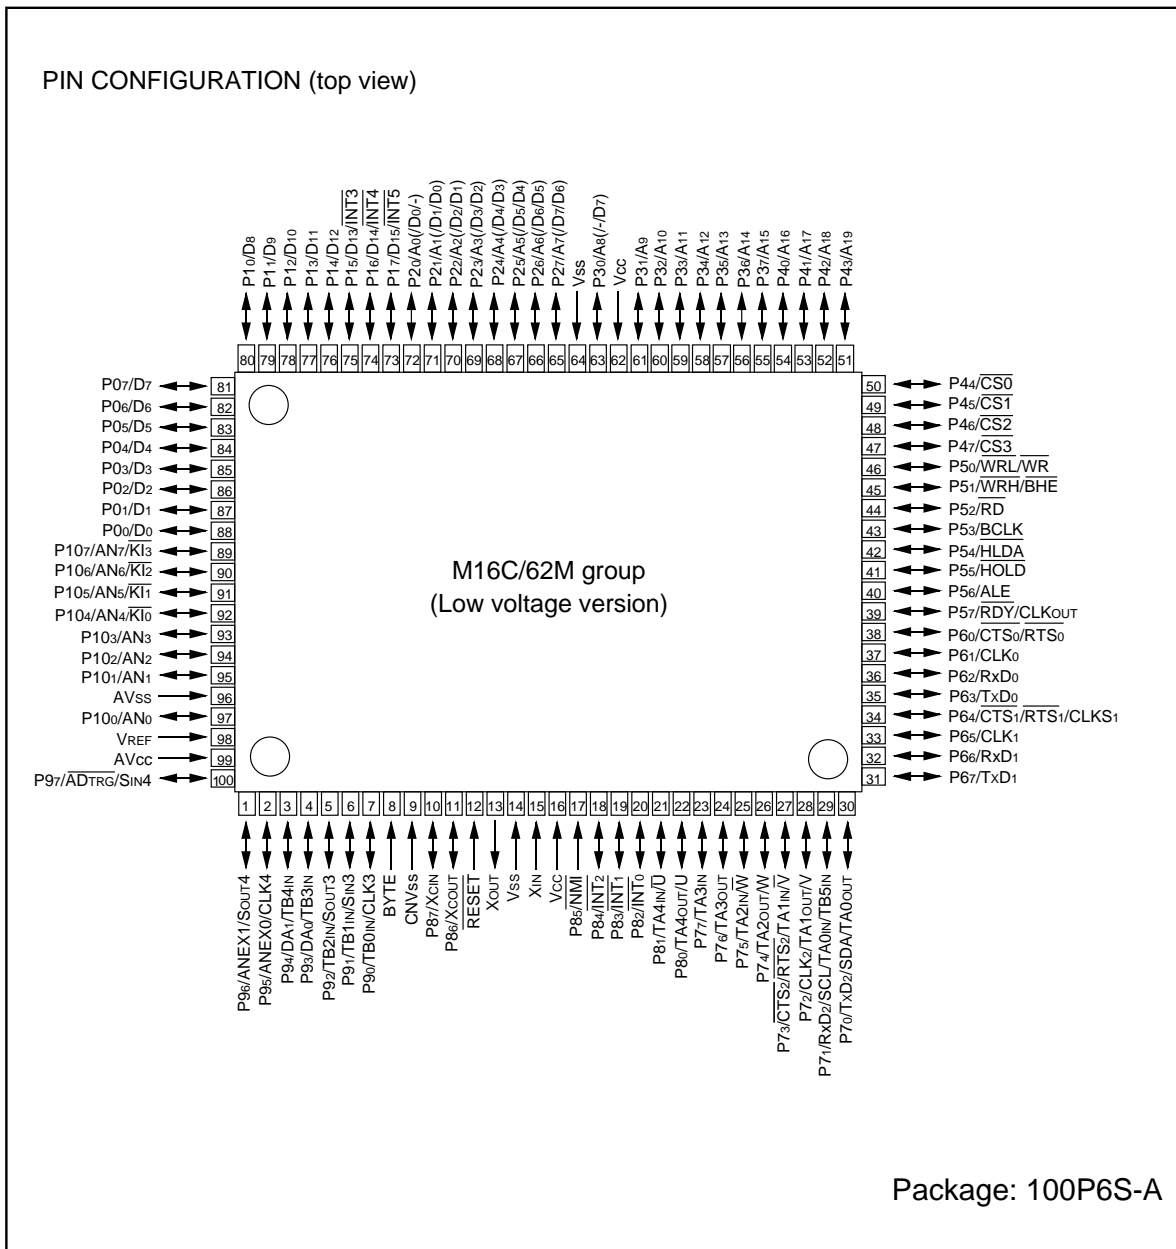 PIN CONFIGURATION (top view)
P10/D8
P11/D9
P12/D10
P13/D11
P14/D12
P15/D13/INT3
P16/D14/INT4
P17/D15/INT5
P20/A0(/D0/-)
P21/A1(/D1/D0)
P22/A2(/D2/D1)
P23/A3(/D3/D2)
P24/A4(/D4/D3)
P25/A5(/D5/D4)
P26/A6(/D6/D5)
P27/A7(/D7/D6)
Vss
P30/A8(/-/D7)
Vcc
P31/A9
P32/A10
P33/A11
P34/A12
P35/A13
P36/A14
P37/A15
P40/A16
P41/A17
P42/A18
P43/A19
80 79 78 77 76 75 74 73 72 71 70 69 68 67 66 65 64 63 62 61 60 59 58 57 56 55 54 53 52 51
P07/D7 81
P06/D6 82
P05/D5 83
P04/D4 84
P03/D3 85
P02/D2 86
P01/D1 87
P00/D0 88
P107/AN7/KI3 89
P106/AN6/KI2 90
P105/AN5/KI1 91
P104/AN4/KI0 92
P103/AN3 93
P102/AN2 94
P101/AN1 95
AVss 96
P100/AN0 97
VREF 98
AVcc 99
P97/ADTRG/SIN4 100
M16C/62M group
(Low voltage version)
50 P44/CS0
49 P45/CS1
48 P46/CS2
47 P47/CS3
46 P50/WRL/WR
45 P51/WRH/BHE
44 P52/RD
43 P53/BCLK
42 P54/HLDA
41 P55/HOLD
40 P56/ALE
39 P57/RDY/CLKOUT
38 P60/CTS0/RTS0
37 P61/CLK0
36 P62/RxD0
35 P63/TxD0
34 P64/CTS1/RTS1/CLKS1
33 P65/CLK1
32 P66/RxD1
31 P67/TxD1
1 2 3 4 5 6 7 8 9 10 11 12 13 14 15 16 17 18 19 20 21 22 23 24 25 26 27 28 29 30
P96/ANEX1/SOUT4
P95/ANEX0/CLK4
P94/DA1/TB4IN
P93/DA0/TB3IN
P92/TB2IN/SOUT3
P91/TB1IN/SIN3
P90/TB0IN/CLK3
BYTE
CNVss
P87/XCIN
P86/XCOUT
RESET
XOUT
Vss
XIN
Vcc
P85/NMI
P84/INT2
P83/INT1
P82/INT0
P81/TA4IN/U
P80/TA4OUT/U
P77/TA3IN
P76/TA3OUT
P75/TA2IN/W
P74/TA2OUT/W
P73/CTS2/RTS2/TA1IN/V
P72/CLK2/TA1OUT/V
P71/RxD2/SCL/TA0IN/TB5IN
P70/TxD2/SDA/TA0OUT
Package: 100P6S-A